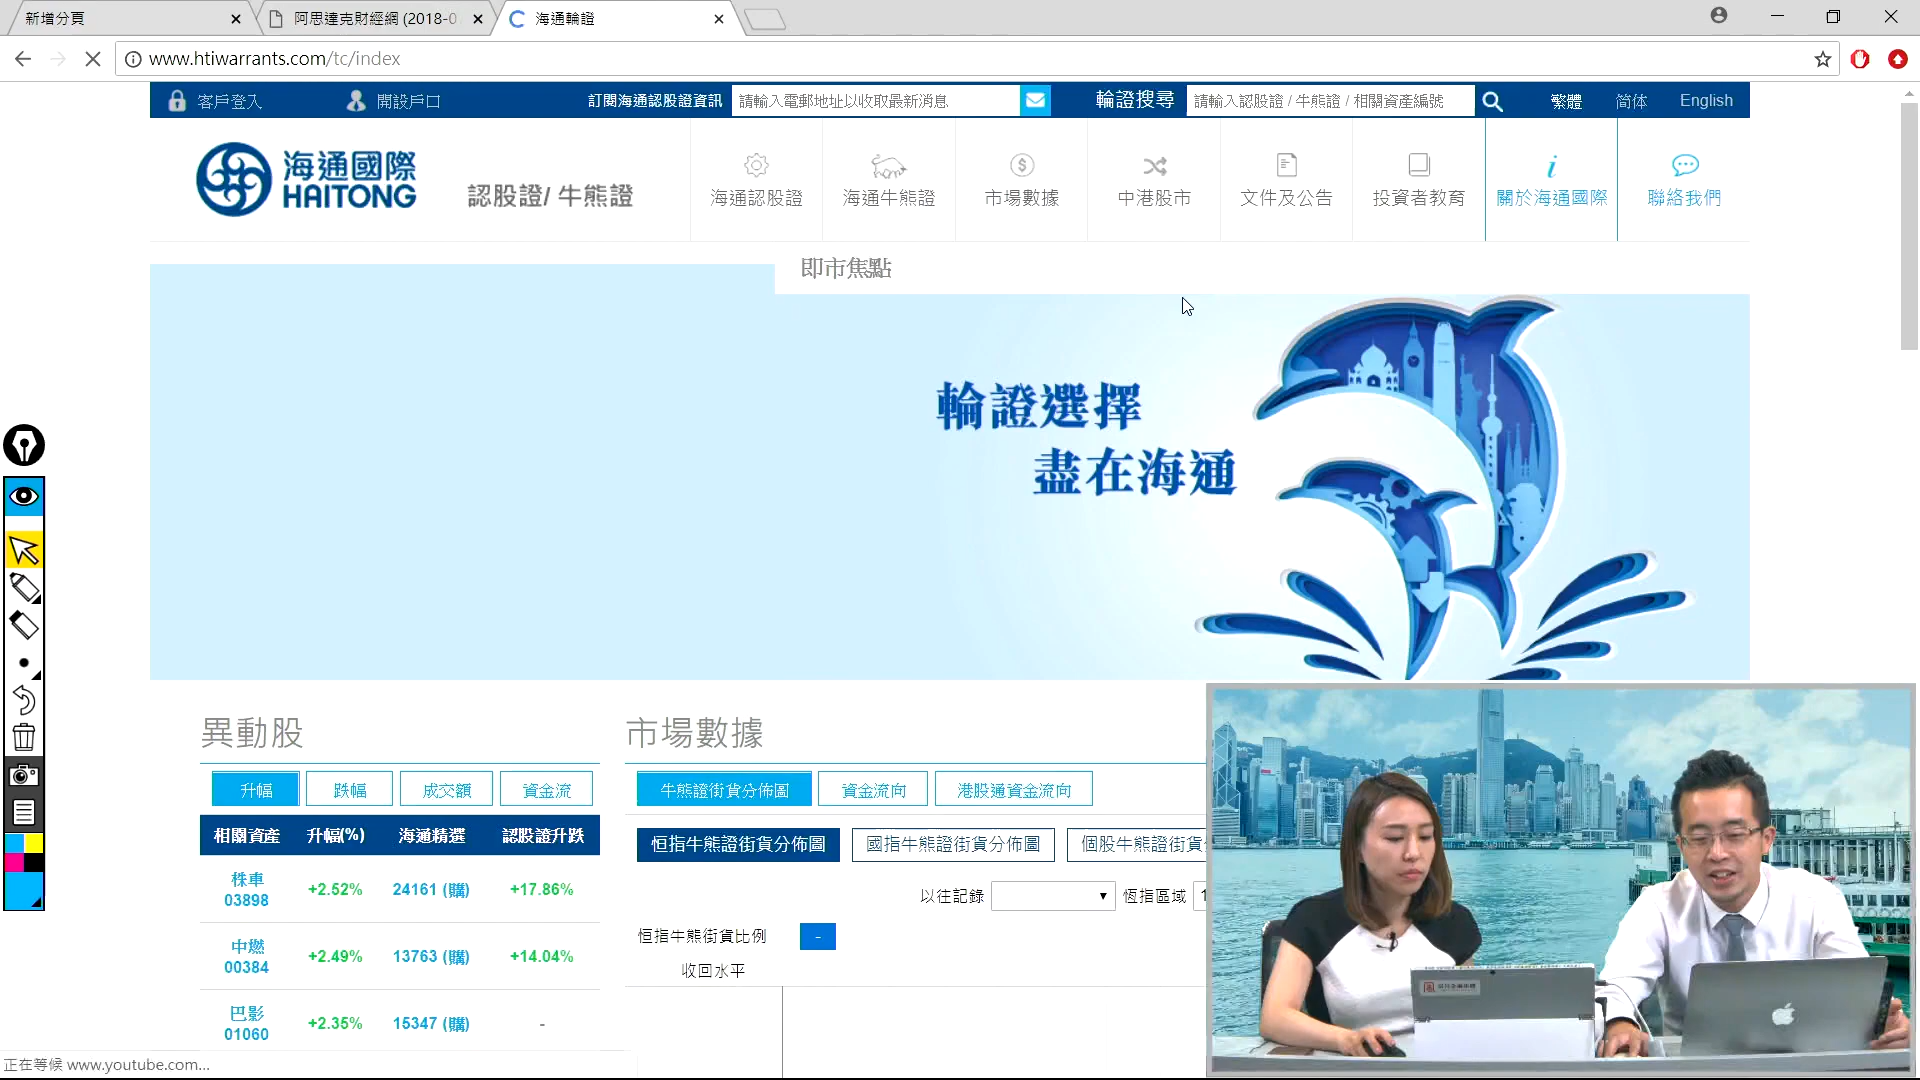 新增分頁
阿思達克財經網 (2018-0
海通輪證
www.htiwarrants.com/tc/index
客戶登入
開設戶口
訂閱海通認股證資訊
請輸入電郵地址以收取最新消息
輪證搜尋
請輸入認股證 / 牛熊證 / 相關資產編號
繁體
简体
English
海通國際
HAITONG
認股證/ 牛熊證
海通認股證
海通牛熊證
市場數據
中港股市
文件及公告
投資者教育
關於海通國際
聯絡我們
即市焦點
輪證選擇
盡在海通
異動股
升幅
跌幅
成交額
資金流
相關資產 升幅(%) 海通精選 認股證升跌
株車
03898 +2.52% 24161 (購) +17.86%
中燃
00384 +2.49% 13763 (購) +14.04%
巴影
01060 +2.35% 15347 (購) -
市場數據
牛熊證街貨分佈圖
資金流向
港股通資金流向
恒指牛熊證街貨分佈圖
國指牛熊證街貨分佈圖
個股牛熊證街貨
以往記錄
恆指區域
恒指牛熊街貨比例 -
收回水平
正在等候 www.youtube.com...